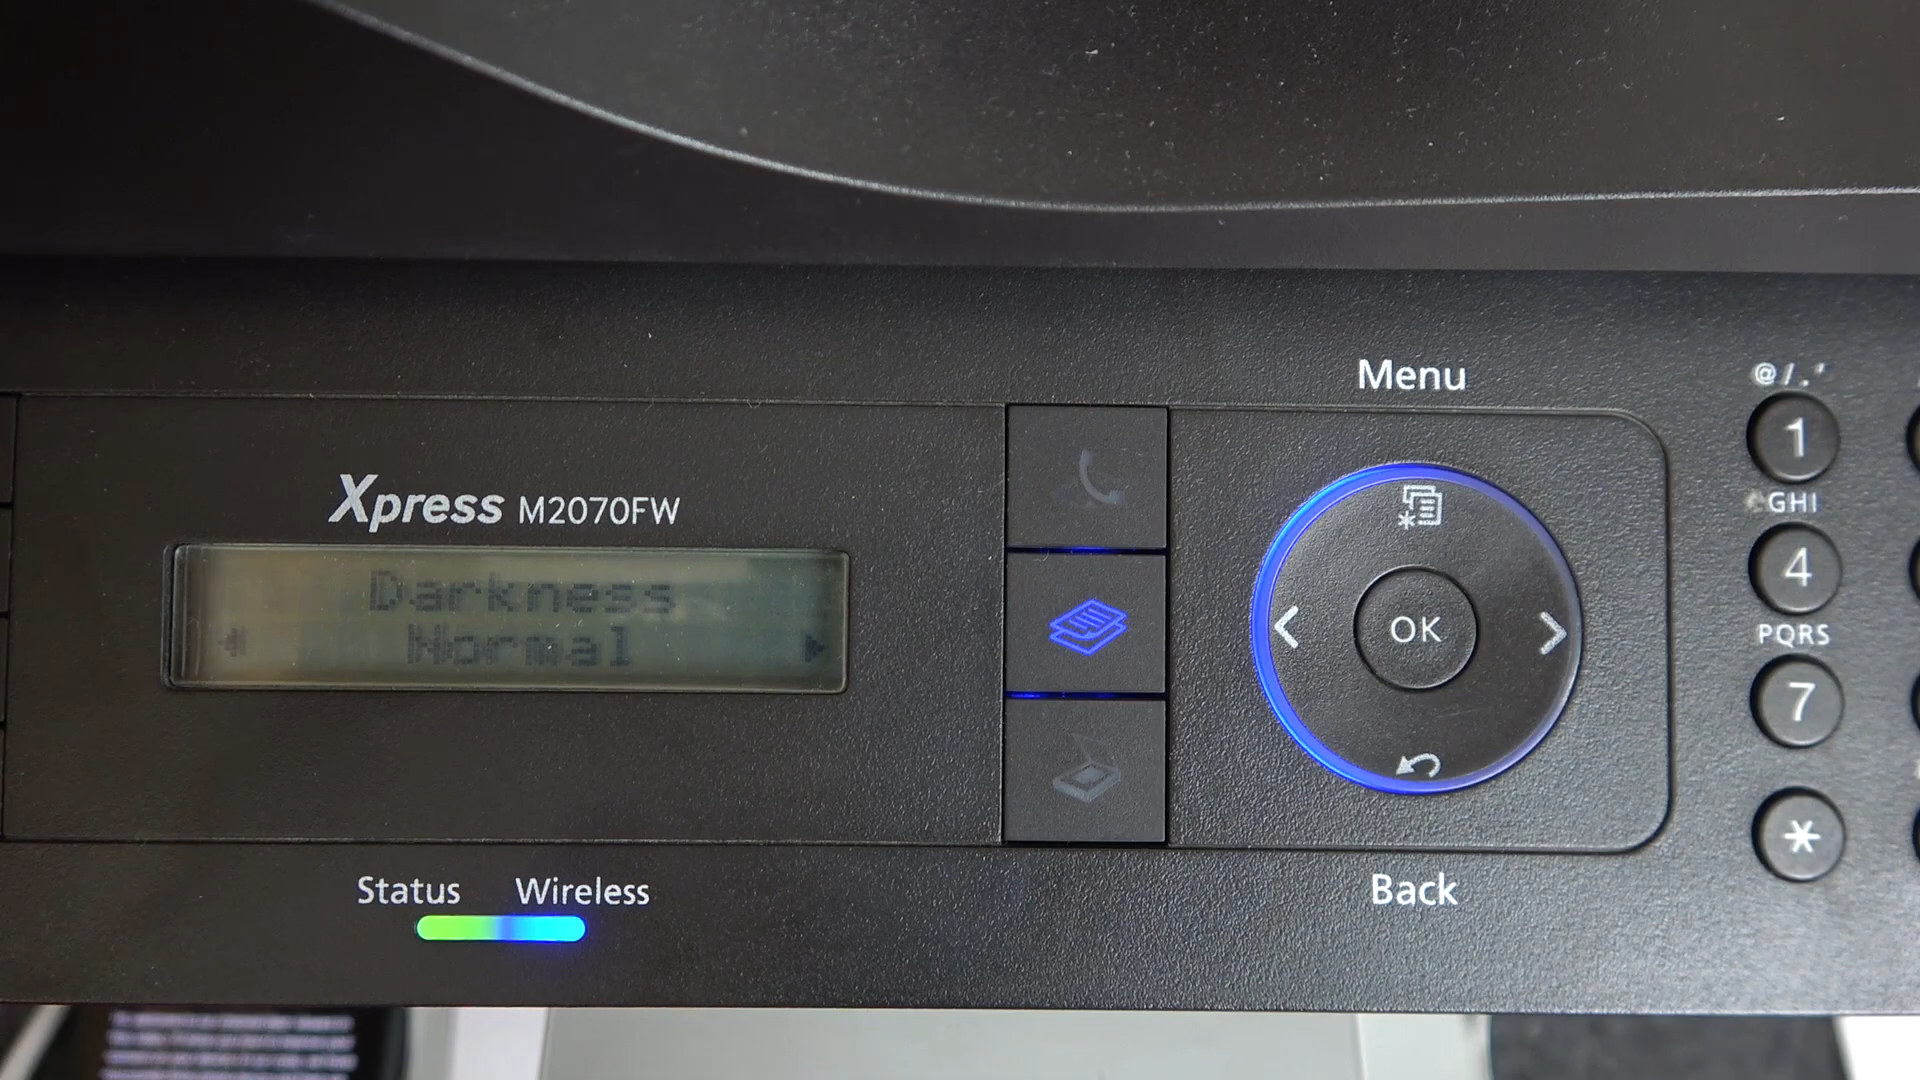 Xpress M2070FW
Darkness
Normal
Status Wireless
Menu
OK
Back
@/.'
1
GHI
4
PQRS
7
*